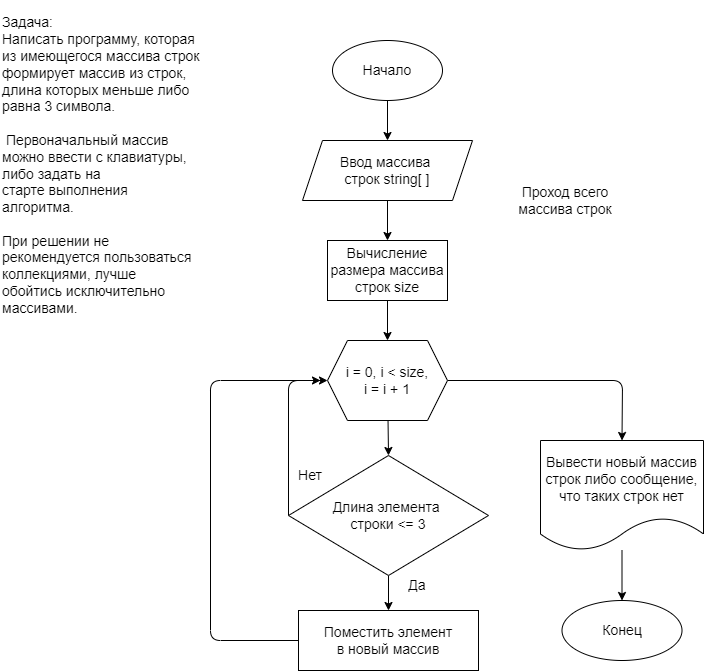 Задача:
Написать программу, которая
из имеющегося массива строк
формирует массив из строк,
длина которых меньше либо
равна 3 символа.
Первоначальный массив
можно ввести с клавиатуры,
либо задать на
старте выполнения
алгоритма.
При решении не
рекомендуется пользоваться
коллекциями, лучше
обойтись исключительно
массивами.
Начало
Ввод массива
строк string[ ]
Проход всего
массива строк
Вычисление
размера массива
строк size
i = 0, i < size,
i = i + 1
Вывести новый массив
строк либо сообщение,
что таких строк нет
Нет
Длина элемента
строки <= 3
Да
Поместить элемент
в новый массив
Конец